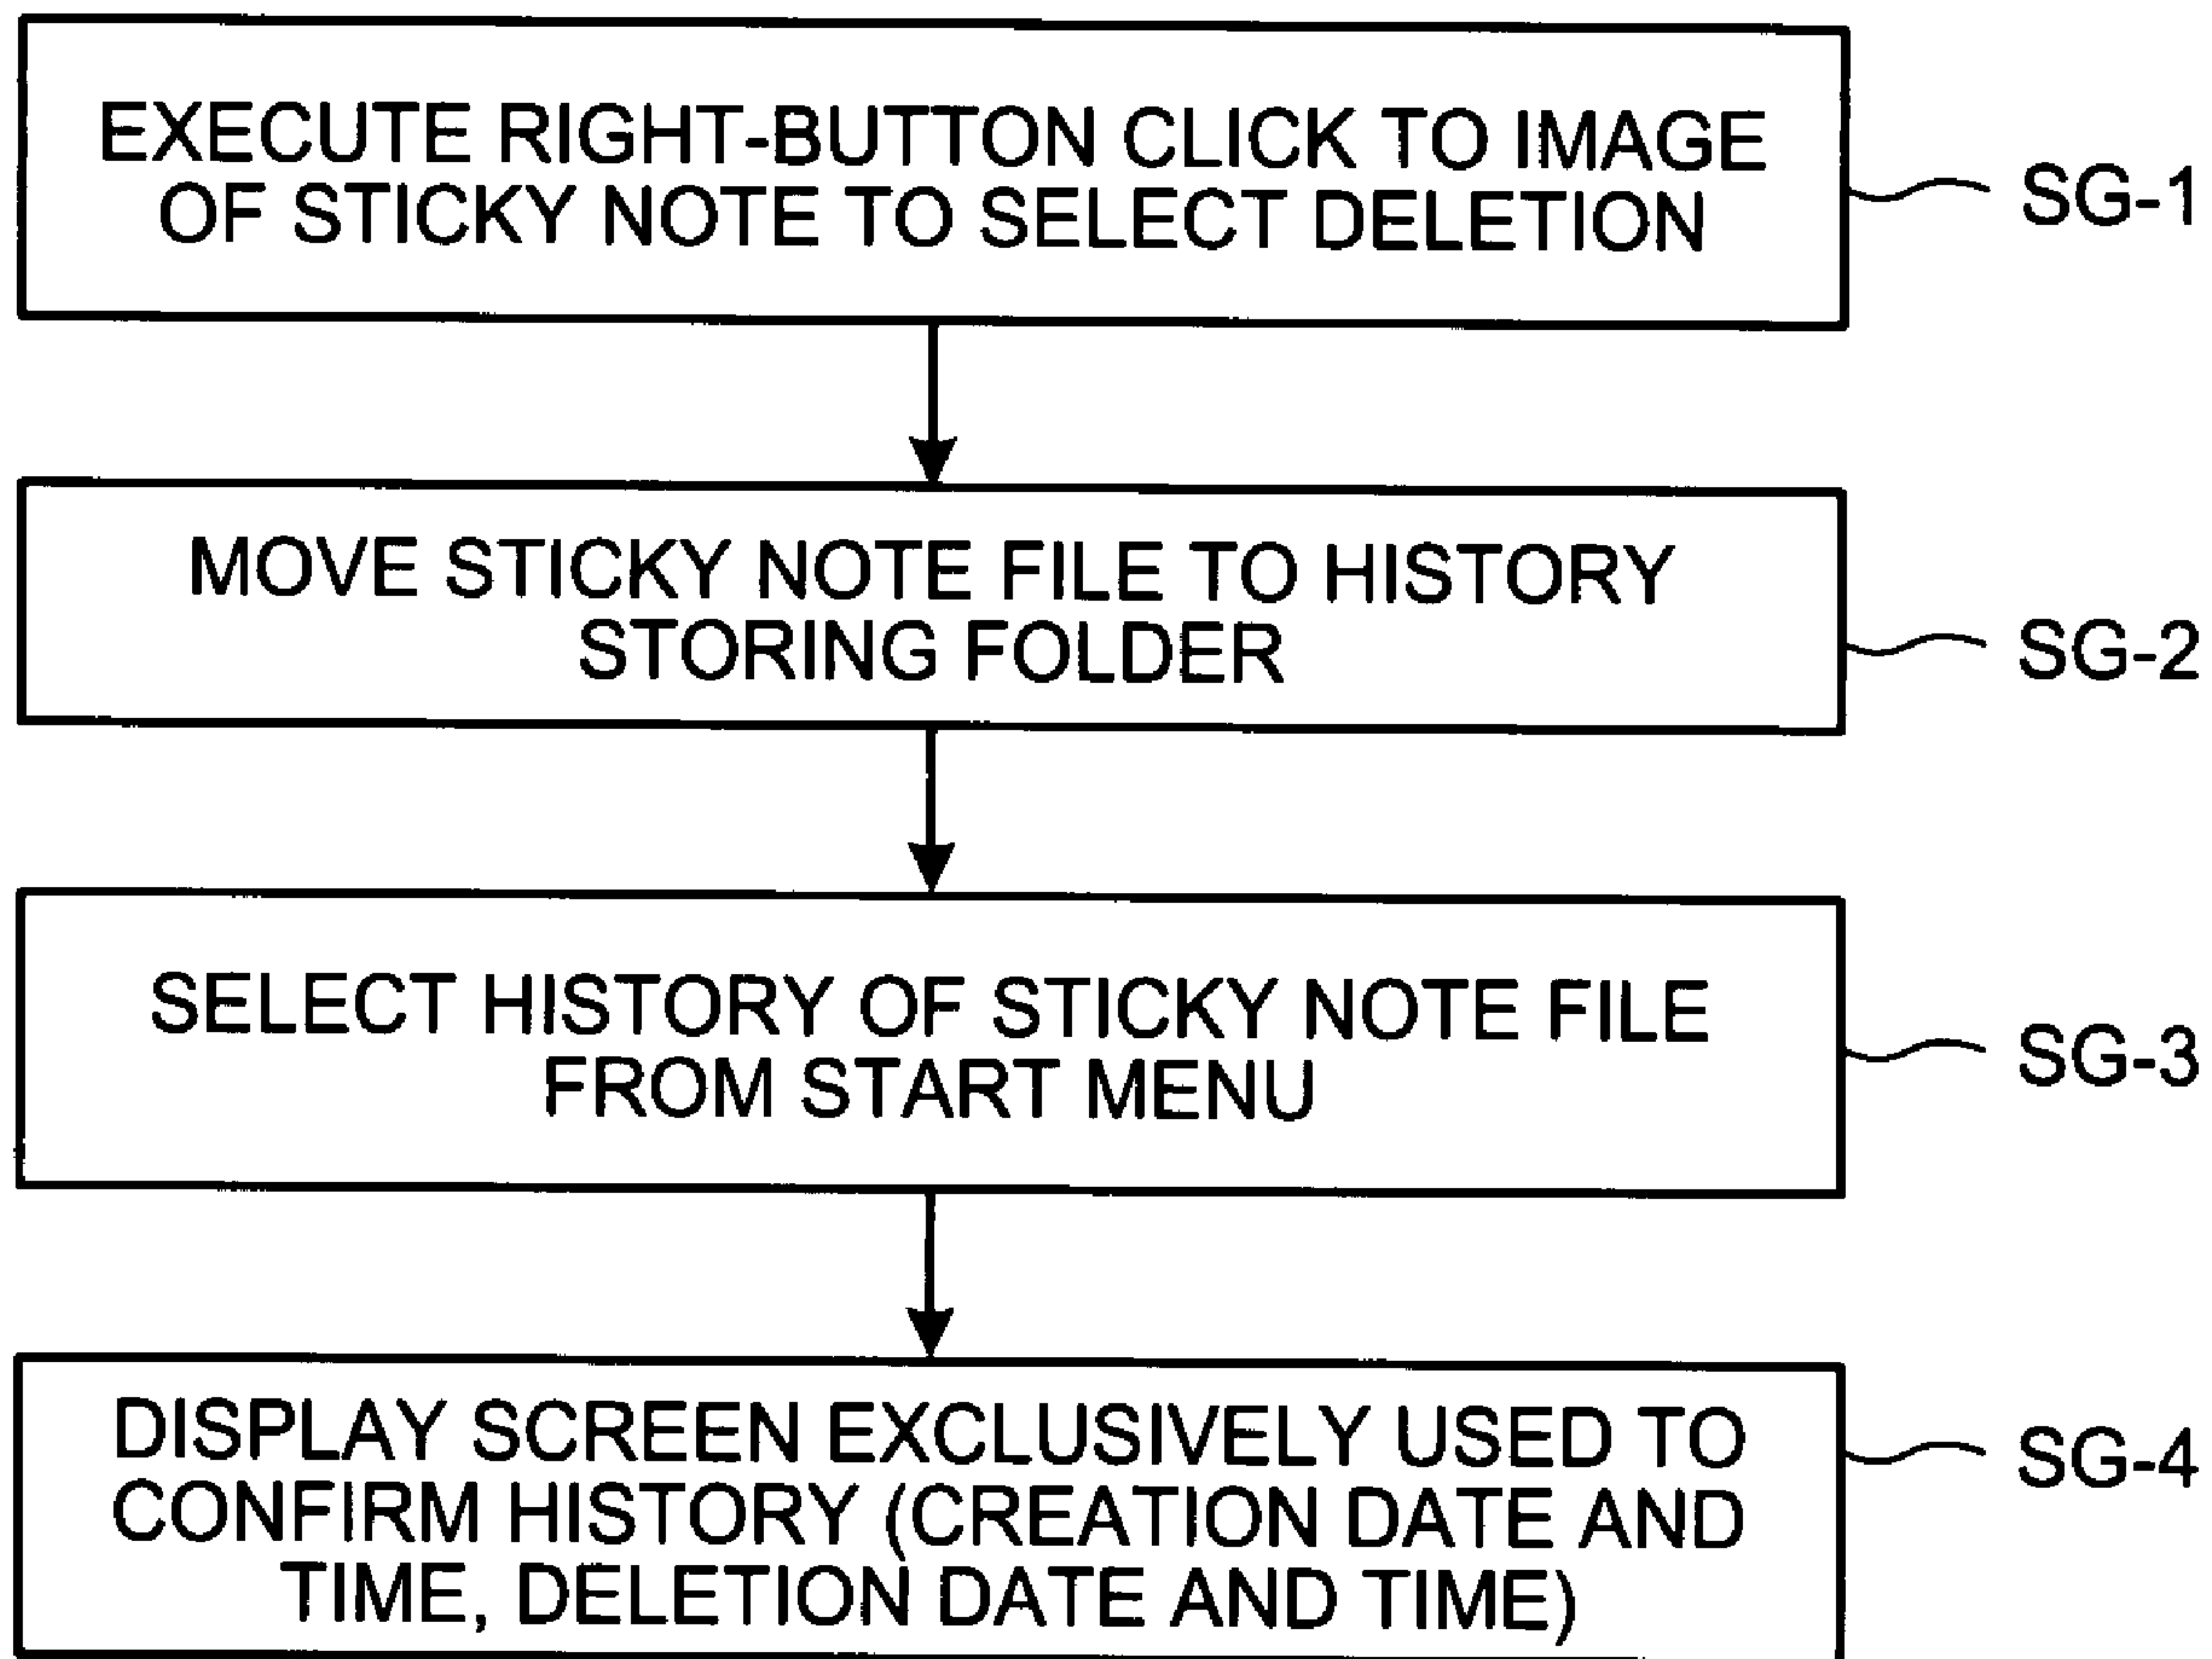 EXECUTE RIGHT-BUTTON CLICK TO IMAGE
OF STICKY NOTE TO SELECT DELETION
SG-1
MOVE STICKY NOTE FILE TO HISTORY
STORING FOLDER
SG-2
SELECT HISTORY OF STICKY NOTE FILE
FROM START MENU
SG-3
DISPLAY SCREEN EXCLUSIVELY USED TO
CONFIRM HISTORY (CREATION DATE AND
TIME, DELETION DATE AND TIME)
SG-4